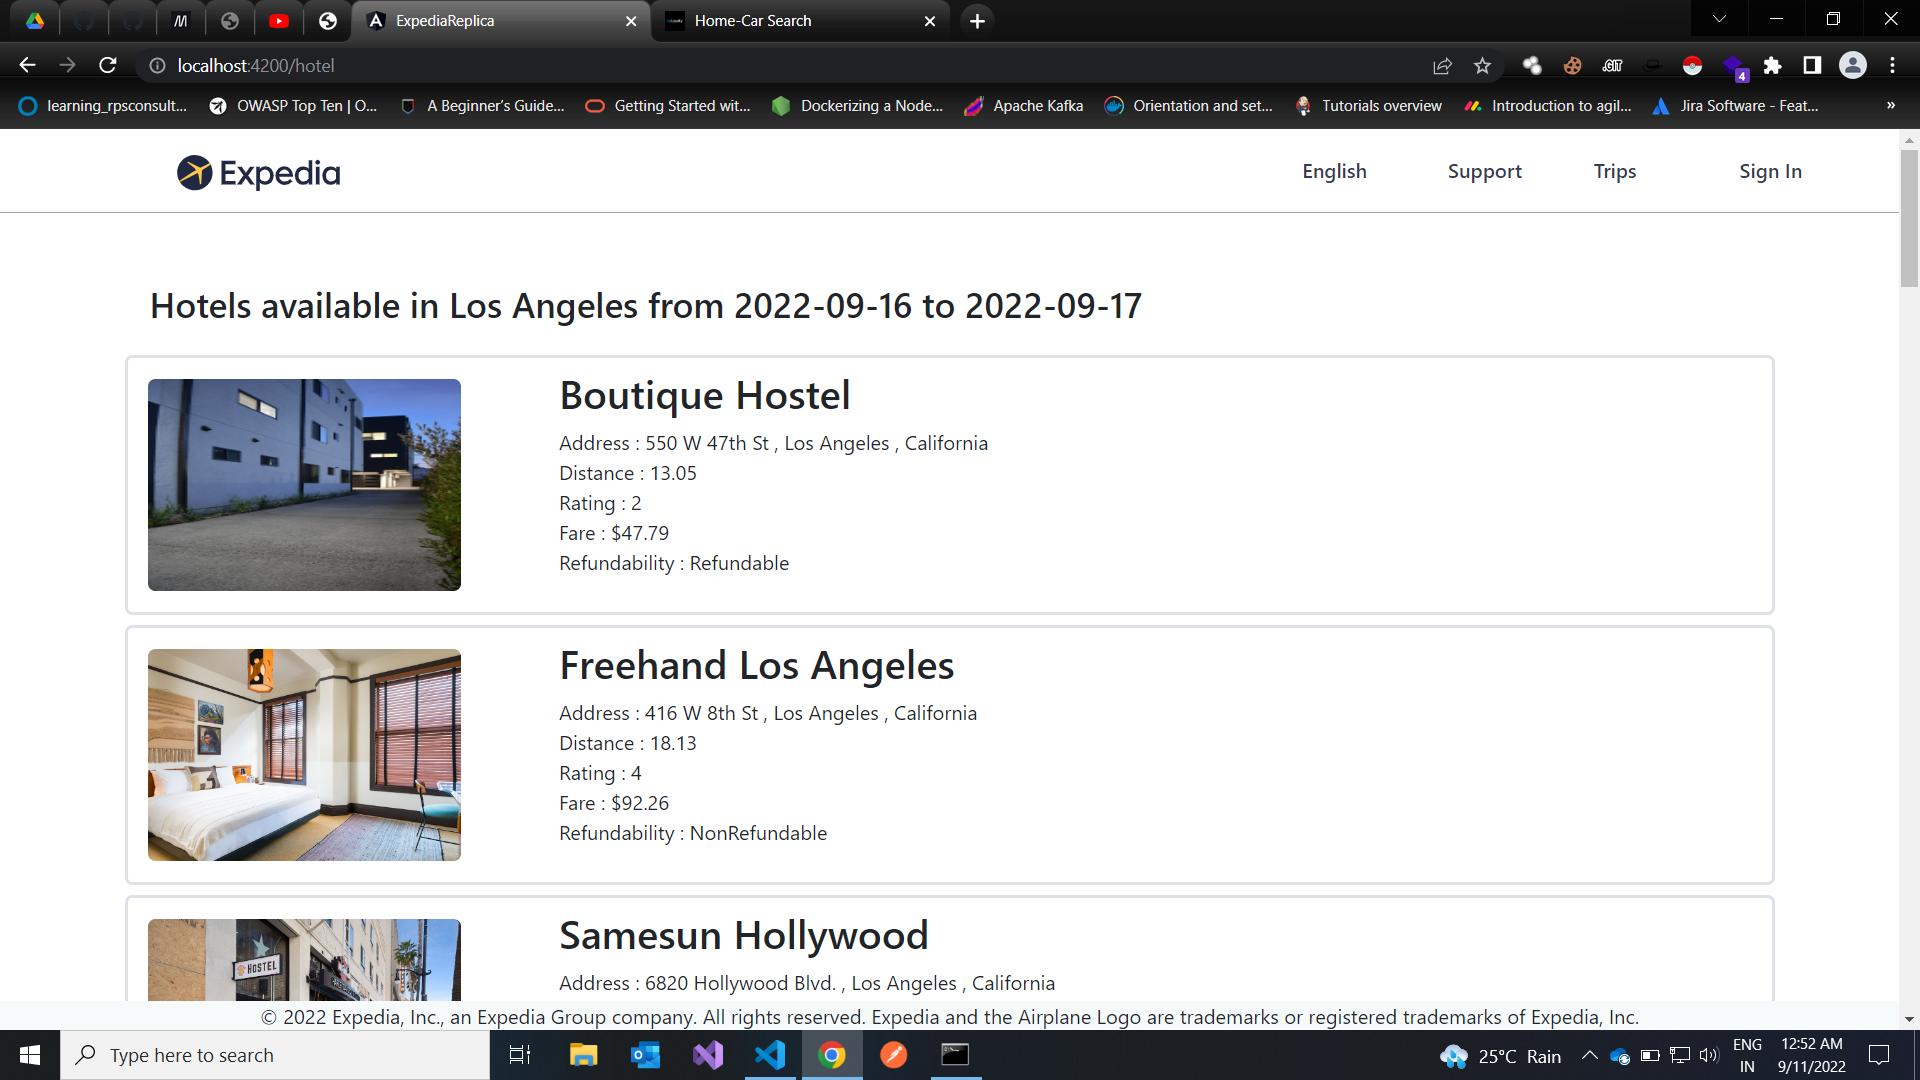 ExpediaReplica
Home-Car Search
localhost:4200/hotel
4
learning_rpsconsult...
OWASP Top Ten | O...
A Beginner's Guide...
Getting Started wit...
Dockerizing a Node...
Apache Kafka
Orientation and set...
Tutorials overview
Introduction to agil...
Jira Software - Feat...
»
Expedia
English
Support
Trips
Sign In
Hotels available in Los Angeles from 2022-09-16 to 2022-09-17
Boutique Hostel
Address : 550 W 47th St , Los Angeles , California
Distance : 13.05
Rating : 2
Fare : $47.79
Refundability : Refundable
Freehand Los Angeles
Address : 416 W 8th St , Los Angeles , California
Distance : 18.13
Rating : 4
Fare : $92.26
Refundability : NonRefundable
HOSTEL
Samesun Hollywood
Address : 6820 Hollywood Blvd. , Los Angeles , California
© 2022 Expedia, Inc., an Expedia Group company. All rights reserved. Expedia and the Airplane Logo are trademarks or registered trademarks of Expedia, Inc.
Type here to search
25°C Rain
ENG
IN
12:52 AM
9/11/2022